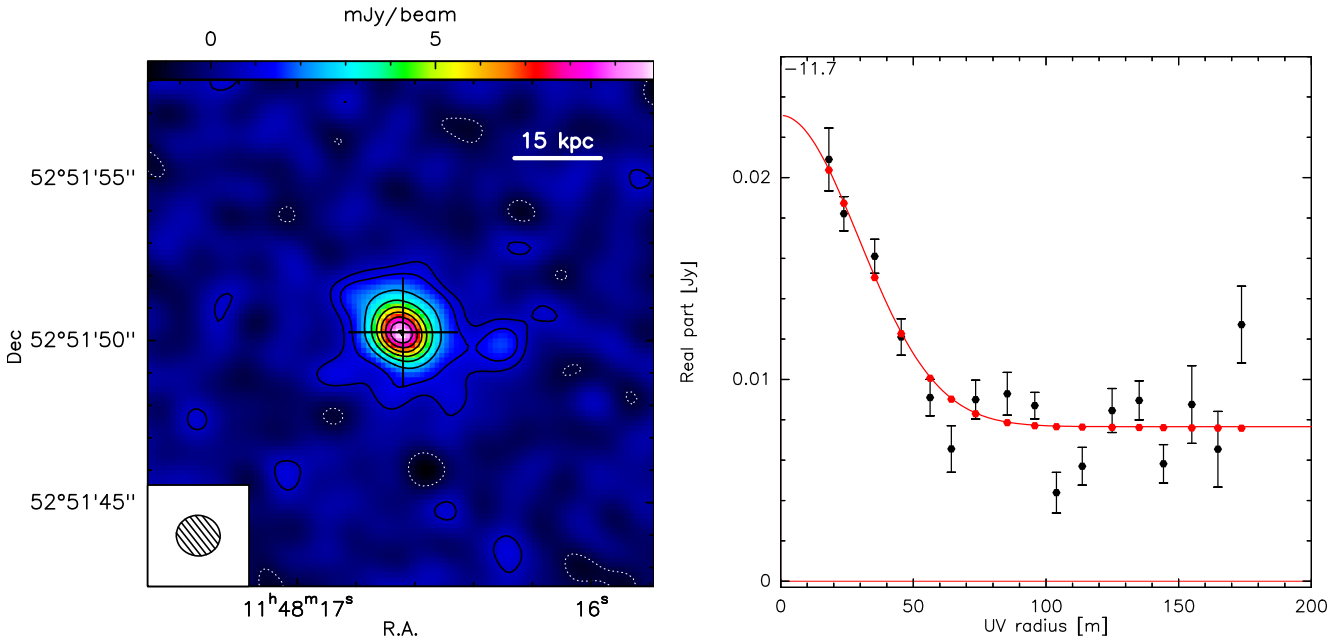 mJy/beam
0 5
15 kpc
52°51'55''
52°51'50''
52°51'45''
Dec
11ʰ48ᵐ17ˢ 16ˢ
R.A.
−11.7
0.02
0.01
0
Real part [Jy]
0 50 100 150 200
UV radius [m]